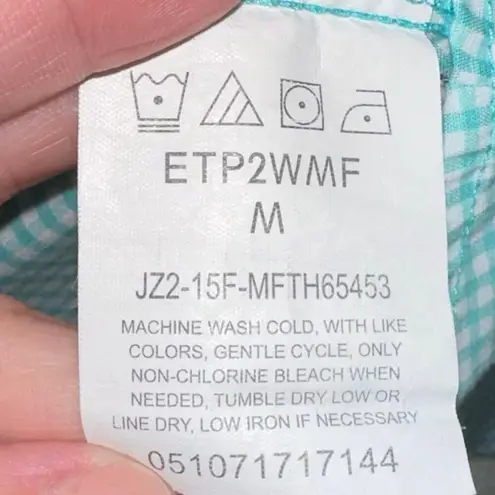 ETP2WMF
M
JZ2-15F-MFTH65453
MACHINE WASH COLD, WITH LIKE
COLORS, GENTLE CYCLE, ONLY
NON-CHLORINE BLEACH WHEN
NEEDED, TUMBLE DRY LOW OR
LINE DRY, LOW IRON IF NECESSARY
051071717144